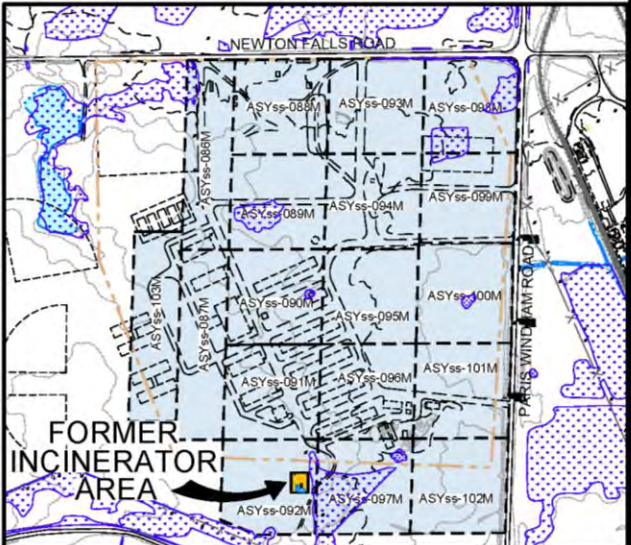 NEWTON FALLS ROAD
ASYss-088M
ASYss-093M
ASYss-098M
ASYss-086M
ASYss-089M
ASYss-094M
ASYss-099M
ASYss-103M
ASYss-087M
ASYss-090M
ASYss-095M
ASYss-100M
PARIS WINDHAM ROAD
ASYss-091M
ASYss-096M
ASYss-101M
FORMER
INCINERATOR
AREA
ASYss-092M
ASYss-097M
ASYss-102M